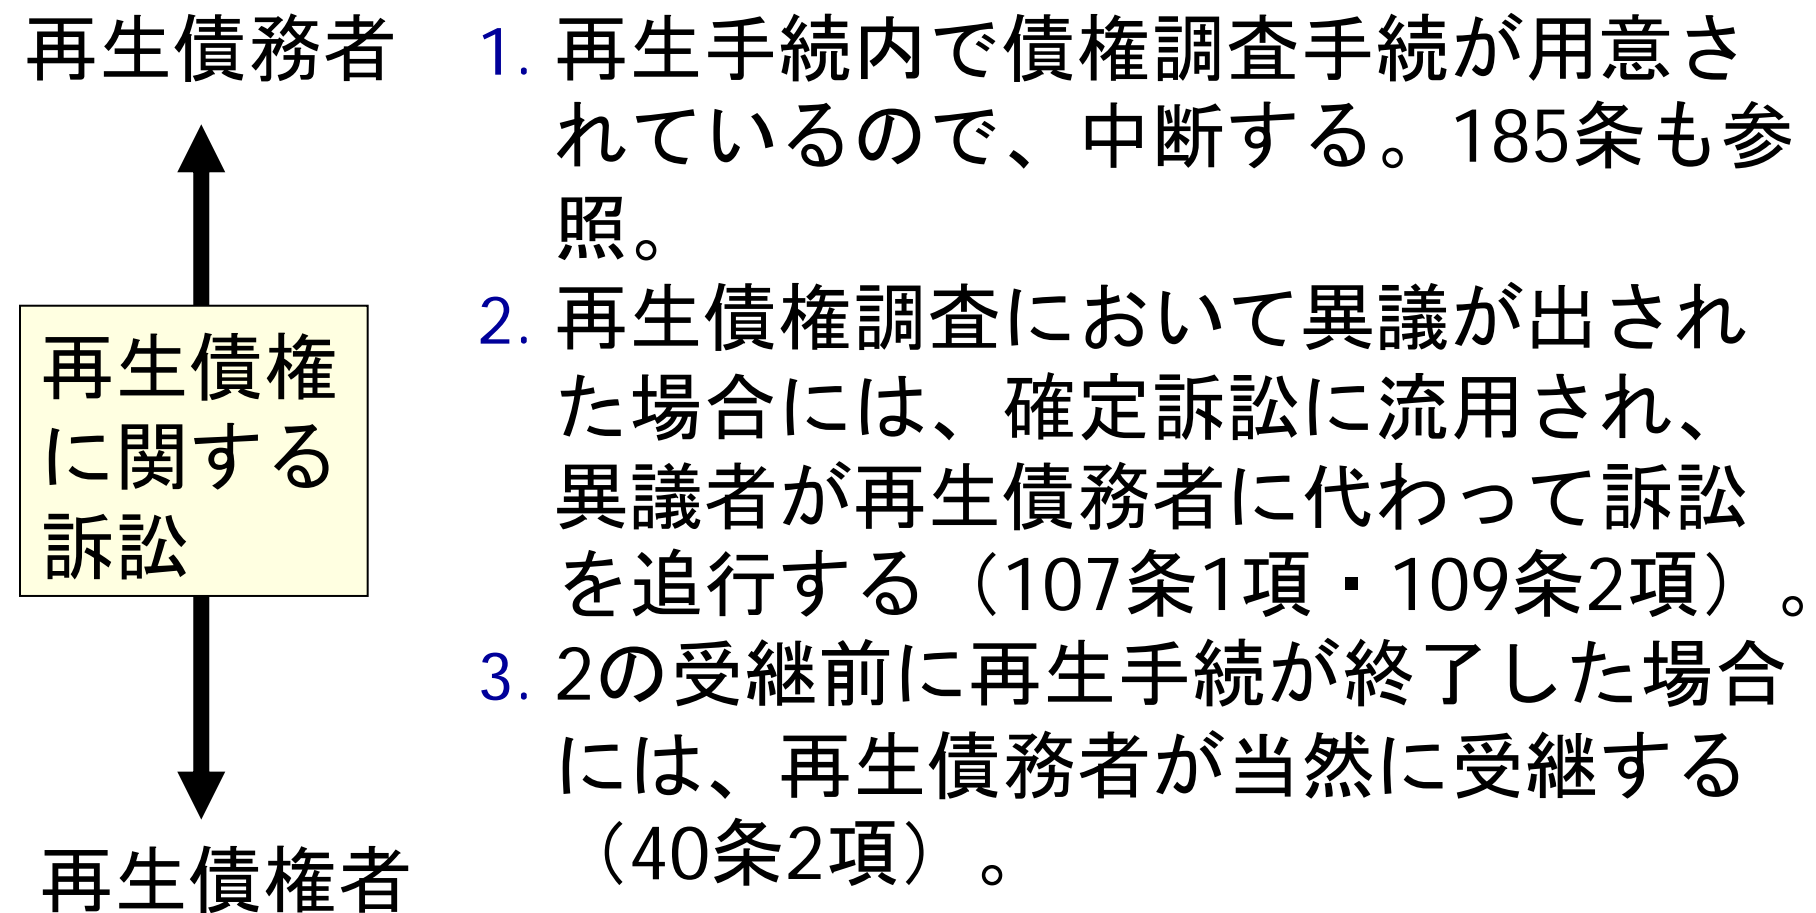 再生債務者
再生債権
に関する
訴訟
再生債権者
1. 再生手続内で債権調査手続が用意さ
れているので、中断する。185条も参
照。
2. 再生債権調査において異議が出され
た場合には、確定訴訟に流用され、
異議者が再生債務者に代わって訴訟
を追行する（107条1項・109条2項）。
3. 2の受継前に再生手続が終了した場合
には、再生債務者が当然に受継する
（40条2項）。